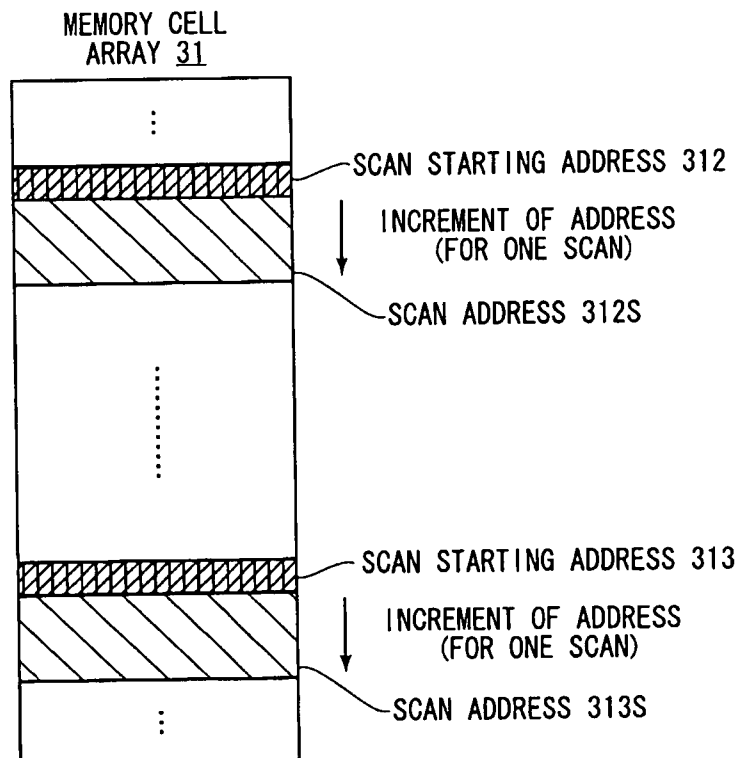 MEMORY CELL
ARRAY 31
SCAN STARTING ADDRESS 312
INCREMENT OF ADDRESS
(FOR ONE SCAN)
SCAN ADDRESS 312S
SCAN STARTING ADDRESS 313
INCREMENT OF ADDRESS
(FOR ONE SCAN)
SCAN ADDRESS 313S